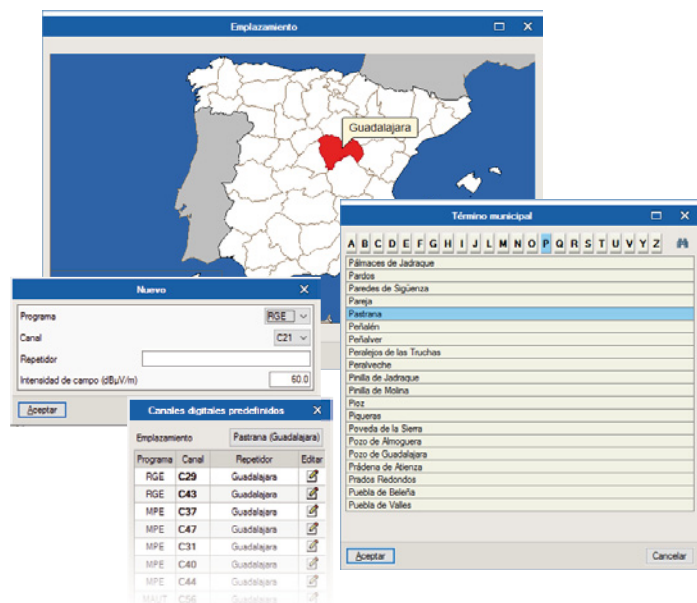 Emplazamiento
Guadalajara
Término municipal
A B C D E F G H I J L M N O P Q R S T U V Y Z
Pálmaces de Jadraque
Pardos
Paredes de Sigüenza
Pareja
Pastrana
Peñalén
Peñalver
Peralejos de las Truchas
Peralveche
Pinilla de Jadraque
Pinilla de Molina
Pioz
Piqueras
Poveda de la Sierra
Pozo de Almoguera
Pozo de Guadalajara
Prádena de Atienza
Prados Redondos
Puebla de Beleña
Puebla de Valles
Aceptar Cancelar
Nuevo
Programa RGE
Canal C21
Repetidor
Intensidad de campo (dBµV/m) 60.0
Aceptar
Canales digitales predefinidos
Emplazamiento Pastrana (Guadalajara)
Programa Canal Repetidor Editar
RGE C29 Guadalajara
RGE C43 Guadalajara
MPE C37 Guadalajara
MPE C47 Guadalajara
MPE C31 Guadalajara
MPE C40 Guadalajara
MPE C44 Guadalajara
MAUT C56 Guadalajara